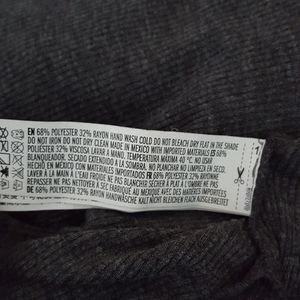 EN 68% POLYESTER 32% RAYON HAND WASH COLD DO NOT BLEACH DRY FLAT IN THE SHADE
DO NOT IRON DO NOT DRY CLEAN MADE IN MEXICO WITH IMPORTED MATERIALS ES 68%
POLIÉSTER 32% VISCOSA LAVAR A MANO, TEMPERATURA MÁXIMA 40 °C. NO USAR
BLANQUEADOR. SECADO EXTENDIDO A LA SOMBRA. NO PLANCHAR. NO LIMPIEZA EN SECO.
HECHO EN MÉXICO CON MATERIALES IMPORTADOS FR 68% POLYESTER 32% RAYONNE
LAVER À LA MAIN À FROID NE PAS BLANCHIR SÉCHER À PLAT À L'OMBRE NE PAS
REPASSER NE PAS NETTOYER À SEC FABRIQUÉ AU MEXIQUE AVEC DES MATÉRIAUX IMPORTÉS
DE 68% POLYESTER 32% RAYON HANDWÄSCHE KALT NICHT BLEICHEN FLACH AUSGEBREITET